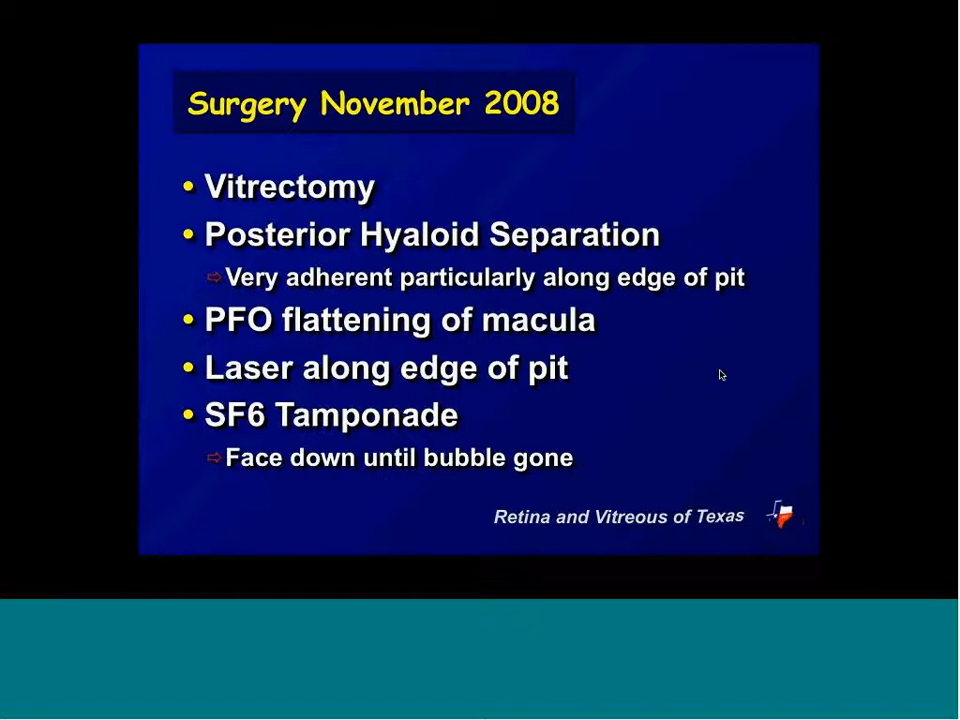 Surgery November 2008
• Vitrectomy
• Posterior Hyaloid Separation
⇨ Very adherent particularly along edge of pit
• PFO flattening of macula
• Laser along edge of pit
• SF6 Tamponade
⇨ Face down until bubble gone
Retina and Vitreous of Texas